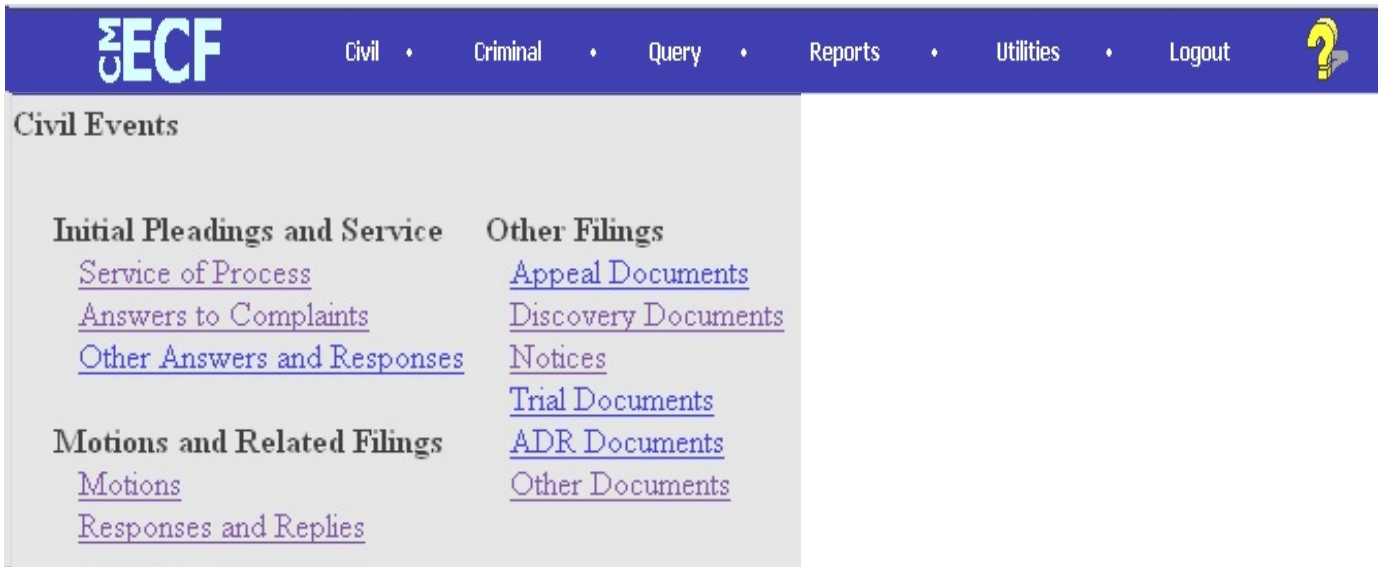 CM ECF Civil • Criminal • Query • Reports • Utilities • Logout ?
Civil Events
Initial Pleadings and Service
Service of Process
Answers to Complaints
Other Answers and Responses
Motions and Related Filings
Motions
Responses and Replies
Other Filings
Appeal Documents
Discovery Documents
Notices
Trial Documents
ADR Documents
Other Documents